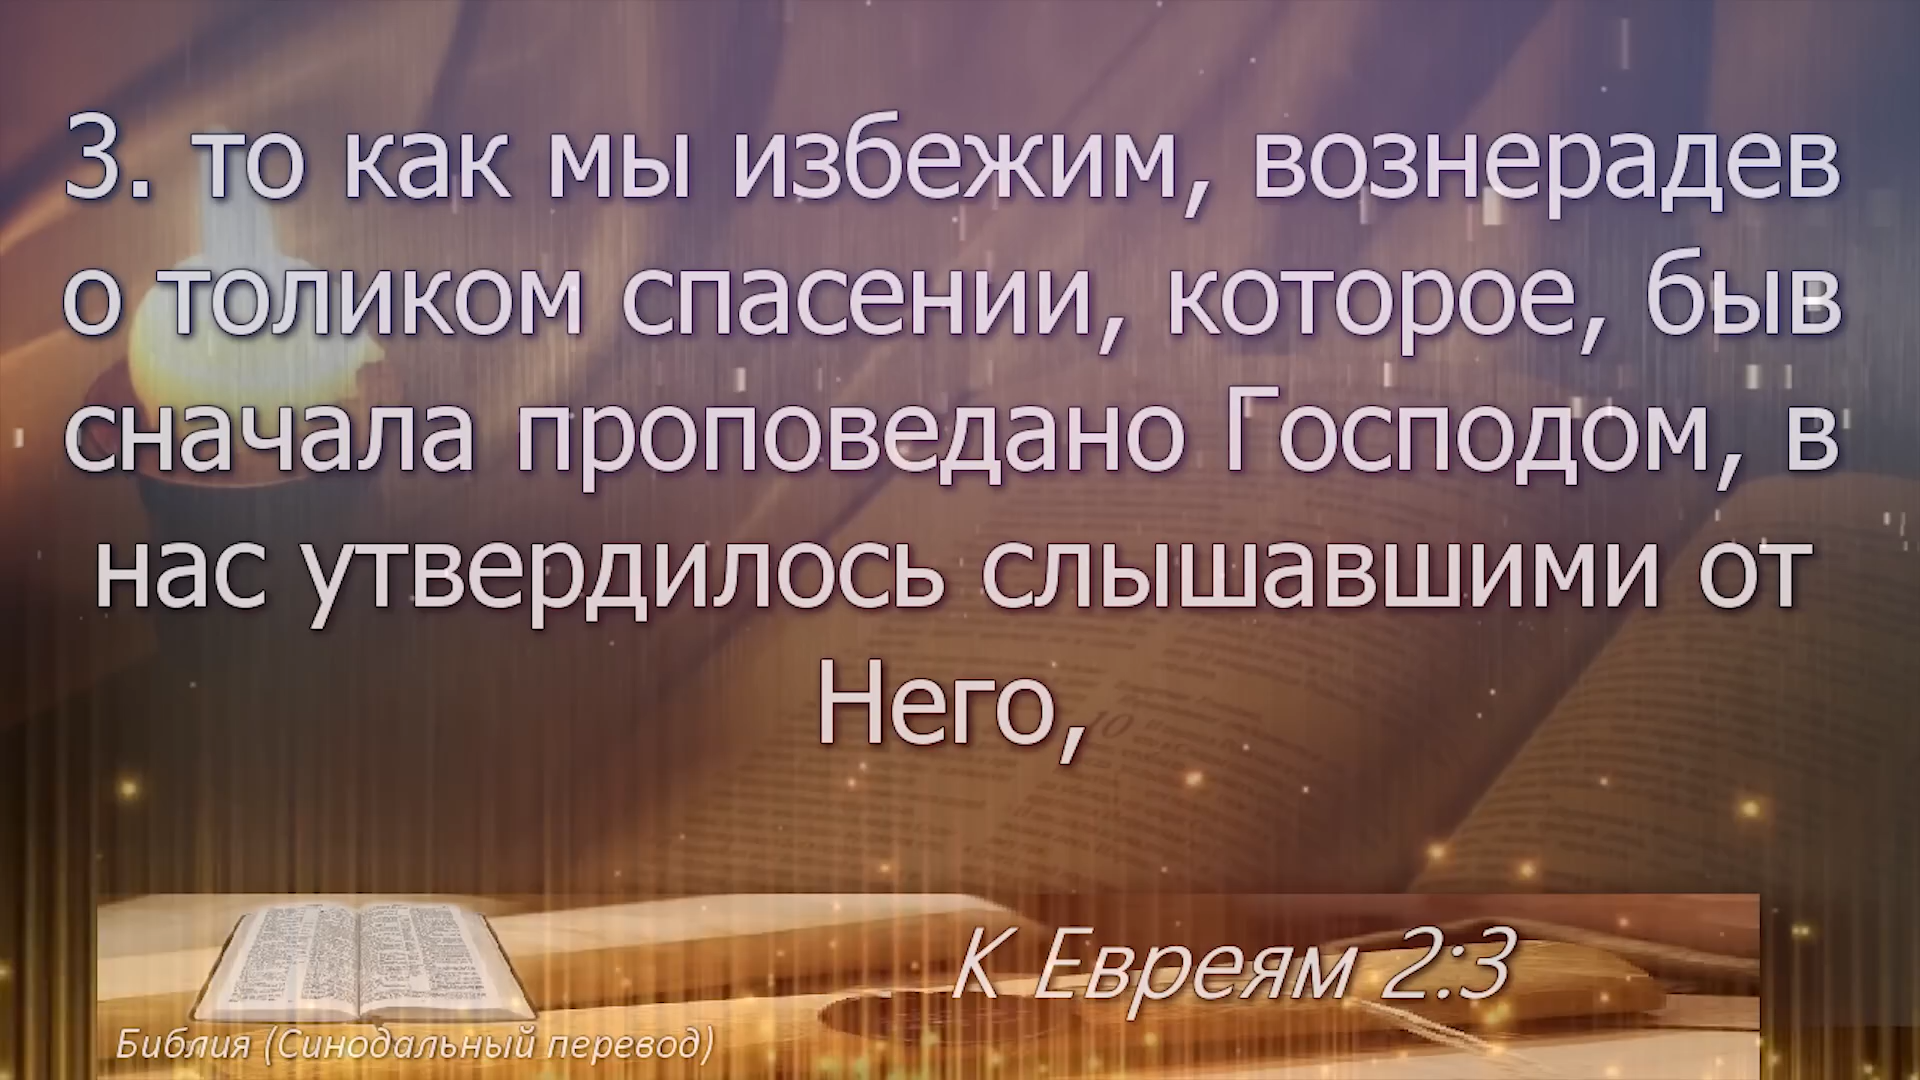 3. то как мы избежим, вознерадев
о толиком спасении, которое, быв
сначала проповедано Господом, в
нас утвердилось слышавшими от
Него,
К Евреям 2:3
Библия (Синодальный перевод)